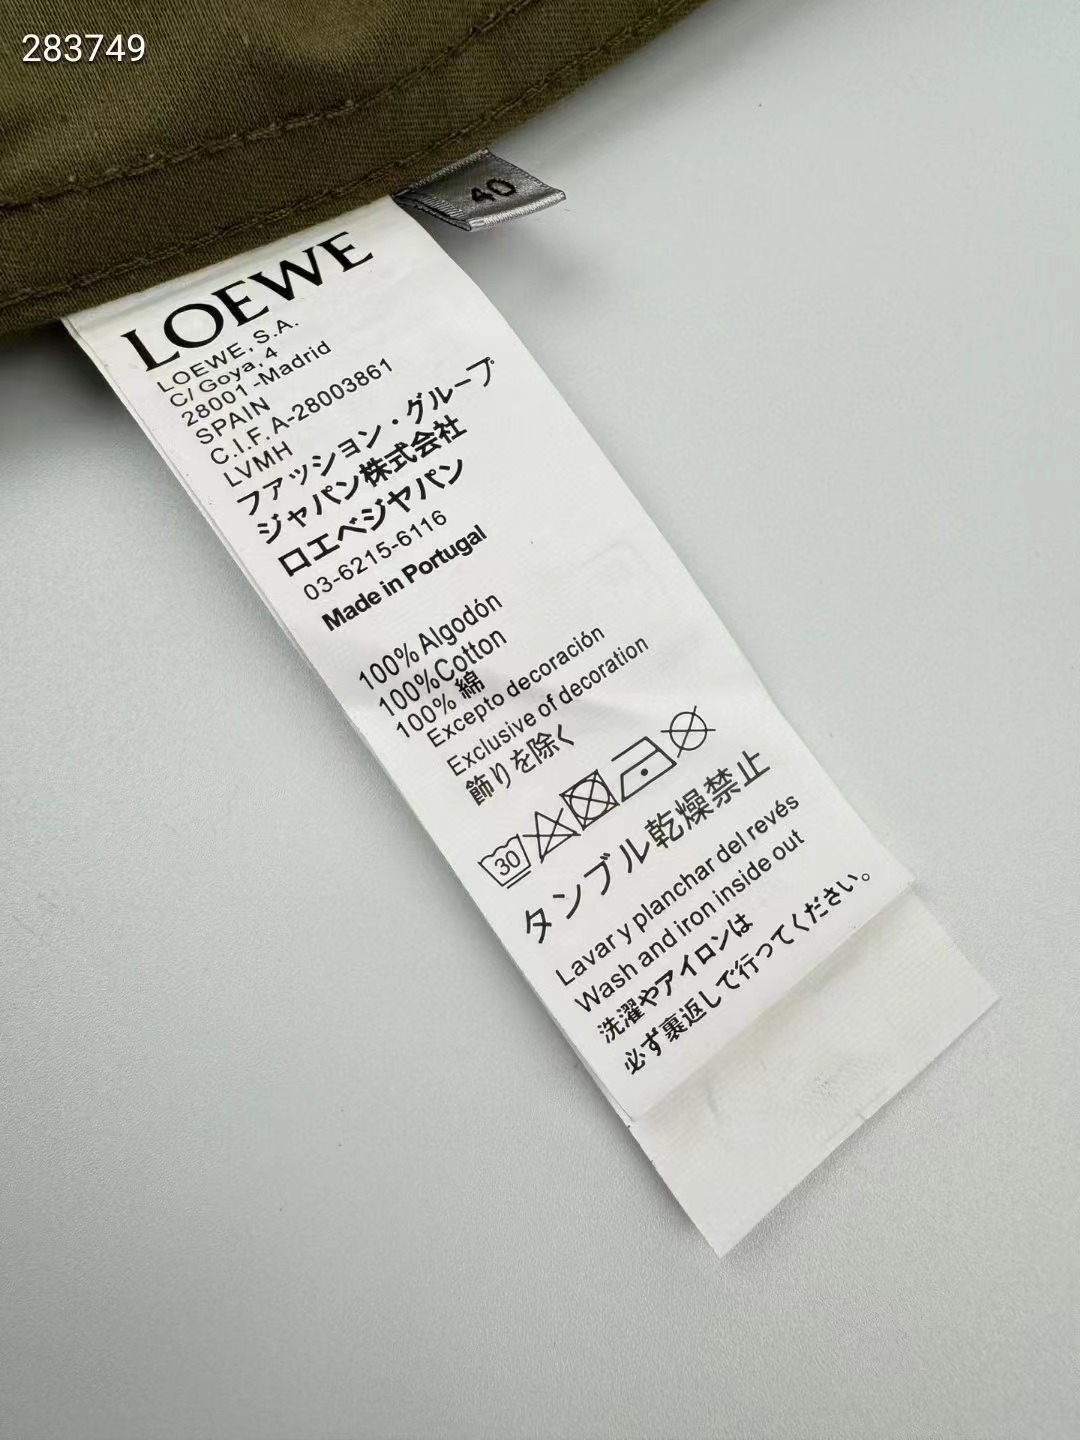 283749
40
LOEWE
LOEWE, S.A.
C/ Goya, 4
28001 -Madrid
SPAIN
C.I.F. A-28003861
LVMH
ファッション・グループ
ジャパン株式会社
ロエベジャパン
03-6215-6116
Made in Portugal
100% Algodón
100%Cotton
100% 綿
Excepto decoración
Exclusive of decoration
飾りを除く
30
タンブル乾燥禁止
Lavar y planchar del revés
Wash and iron inside out
洗濯やアイロンは
必ず裏返しで行ってください。